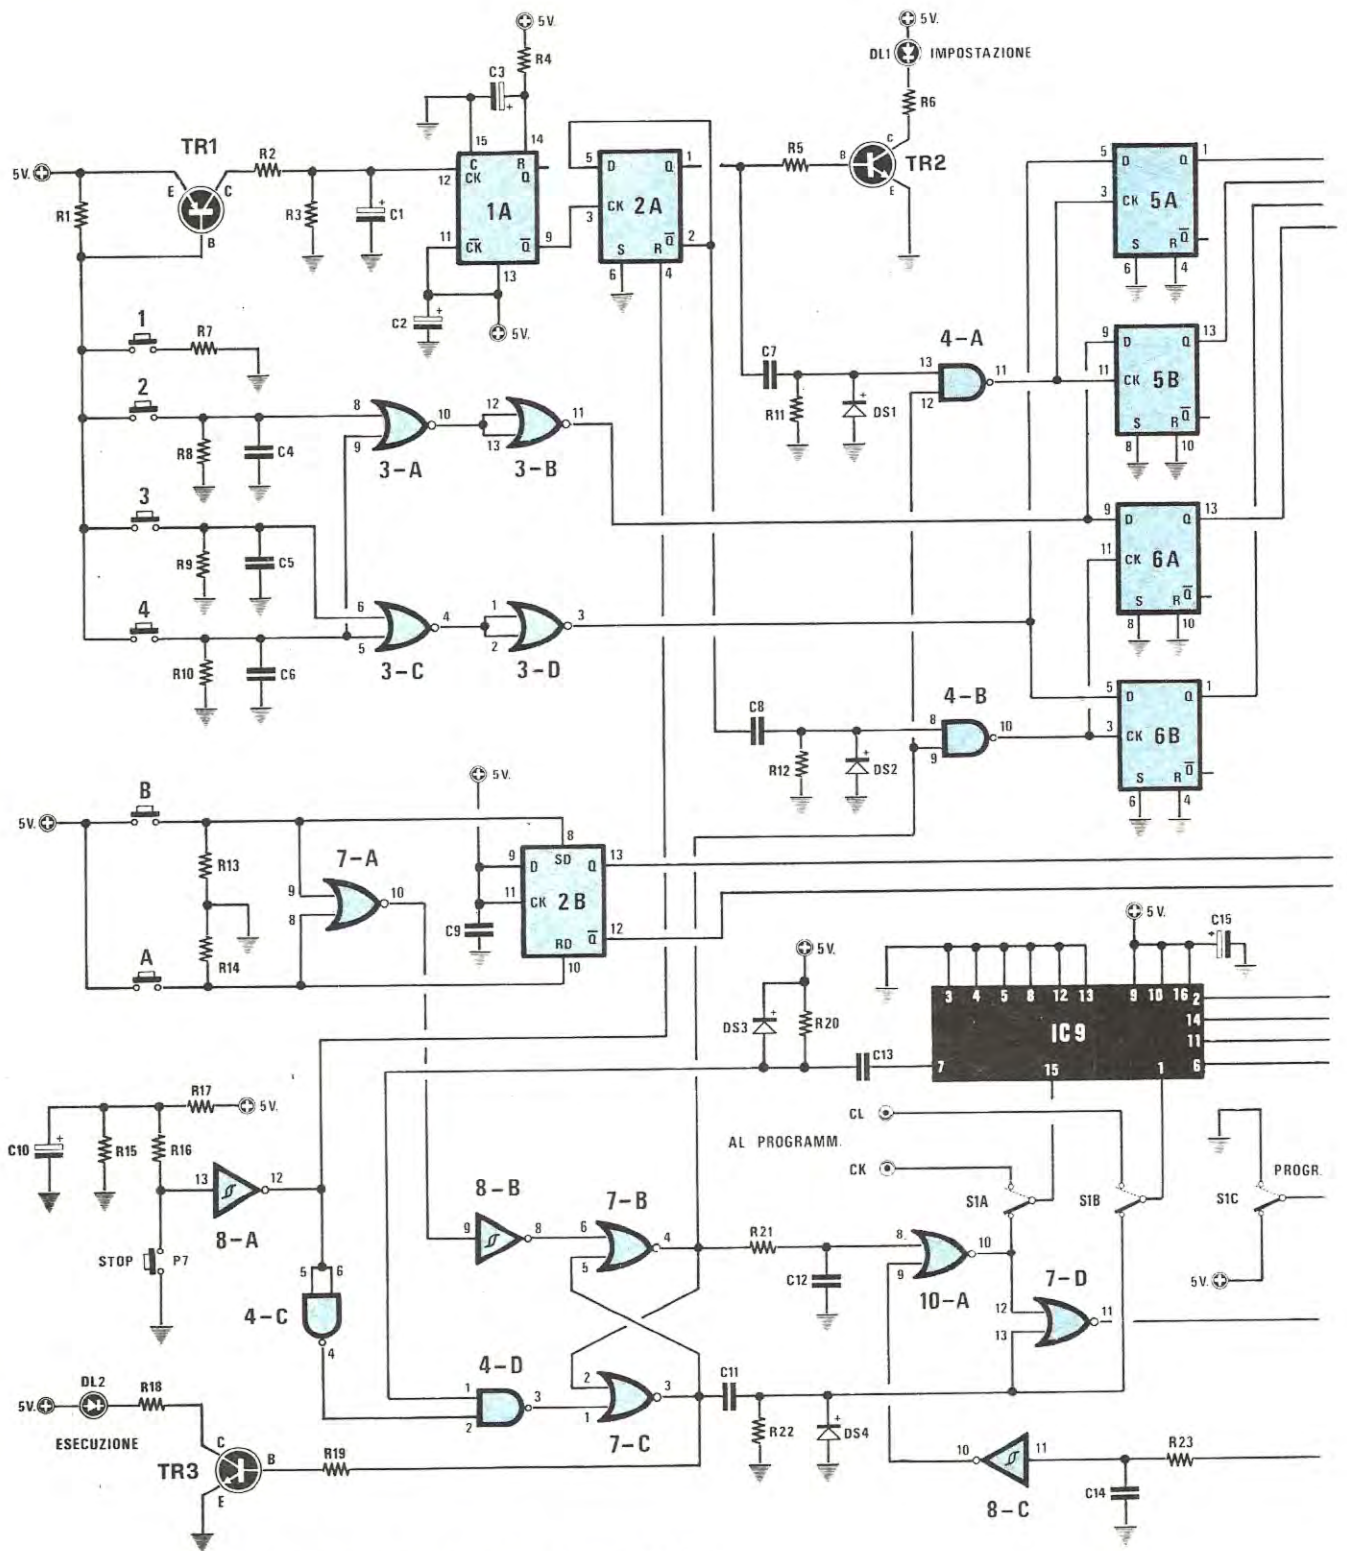 5V.
R4
C3
+
15
14
C
CK
R
Q
12
1A
11
CK
Q
9
13
5V.
C2
+
5V.
TR1
E
C
B
R1
R2
R3
C1
+
5
D
Q
1
2A
CK
3
S
R
Q
2
6
4
5V.
DL1
IMPOSTAZIONE
R6
R5
B
C
E
TR2
5
D
Q
1
3
CK
5A
S
R
Q
6
4
9
D
Q
13
11
CK
5B
S
R
Q
8
10
9
D
Q
13
11
CK
6A
S
R
Q
8
10
5
D
Q
1
3
CK
6B
S
R
Q
6
4
1
R7
2
R8
C4
3
R9
C5
4
R10
C6
8
9
10
3-A
12
13
11
3-B
6
5
4
3-C
1
2
3
3-D
C7
R11
DS1
+
13
12
11
4-A
C8
R12
DS2
+
8
9
10
4-B
5V.
B
R13
R14
A
7-A
9
8
10
5V.
C9
8
SD
9
D
Q
13
11
CK
2B
12
Q
RD
10
5V.
DS3
+
R20
C13
5V.
C15
+
3
4
5
8
12
13
9
10
16
2
14
11
6
IC9
7
15
1
R17
5V.
C10
+
R15
R16
13
12
8-A
STOP
P7
5
6
4-C
4
CL
AL PROGRAMM.
CK
S1A
S1B
S1C
PROGR.
5V.
8-B
9
8
7-B
6
5
4
R21
C12
8
9
10
10-A
7-D
12
13
11
4-D
1
2
3
2
1
3
7-C
C11
R22
DS4
+
10
11
8-C
R23
C14
5V.
DL2
R18
ESECUZIONE
C
B
E
TR3
R19